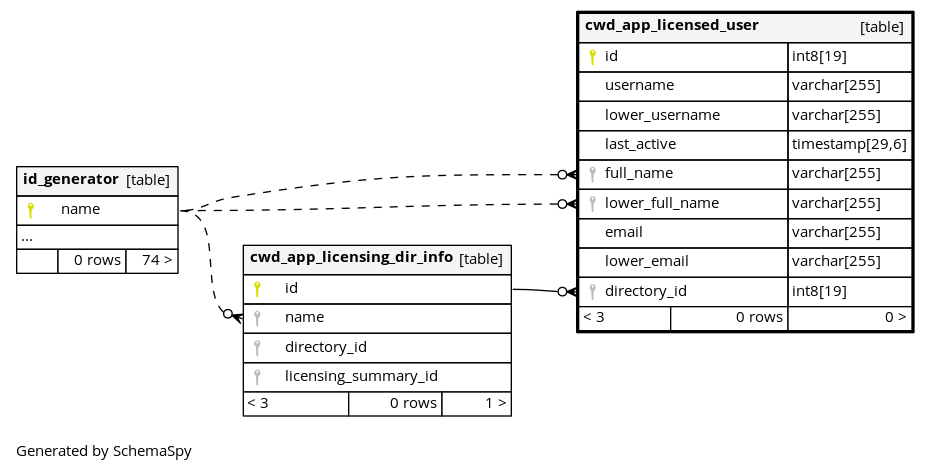 cwd_app_licensed_user [table]
id int8[19]
username varchar[255]
lower_username varchar[255]
last_active timestamp[29,6]
full_name varchar[255]
lower_full_name varchar[255]
email varchar[255]
lower_email varchar[255]
directory_id int8[19]
< 3 0 rows 0 >
id_generator [table]
name
...
0 rows 74 >
cwd_app_licensing_dir_info [table]
id
name
directory_id
licensing_summary_id
< 3 0 rows 1 >
Generated by SchemaSpy